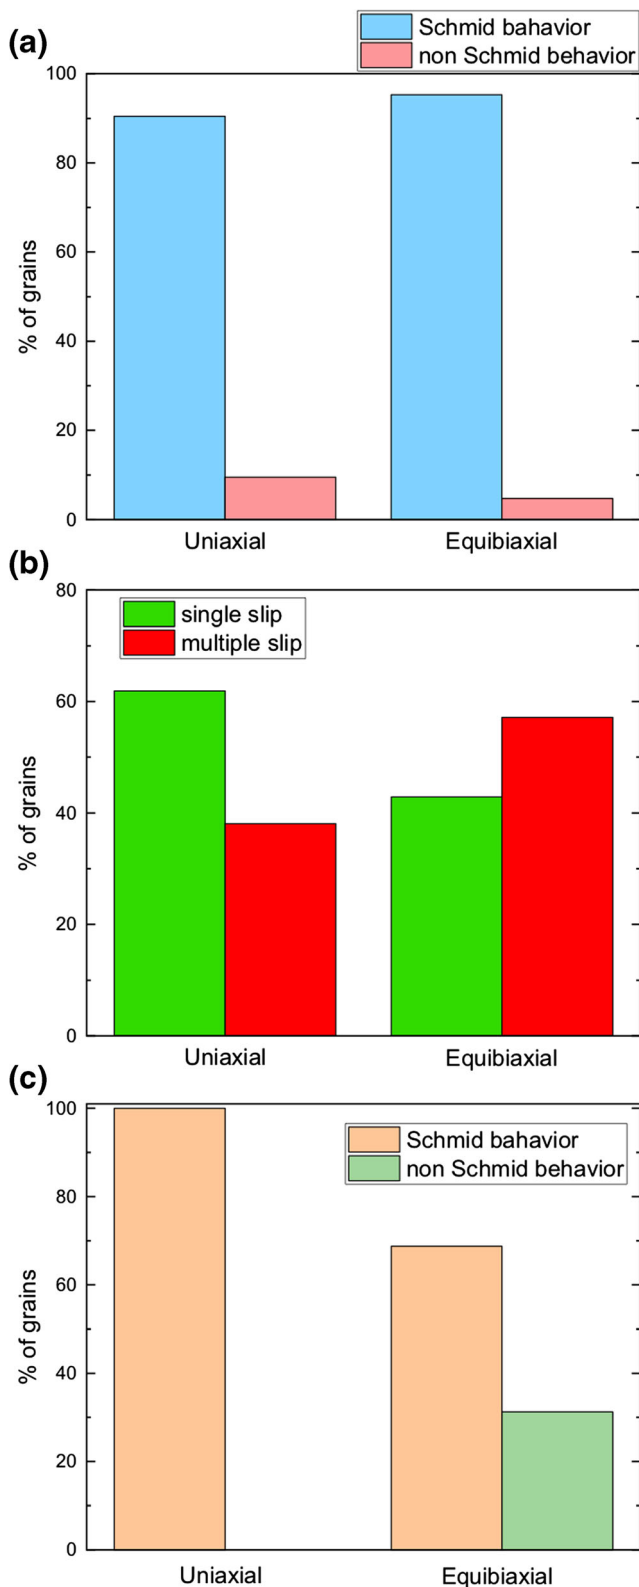 (a)
Schmid bahavior
non Schmid behavior
100
80
60
40
20
0
% of grains
Uniaxial Equibiaxial
(b)
single slip
multiple slip
80
60
40
20
0
% of grains
Uniaxial Equibiaxial
(c)
Schmid bahavior
non Schmid behavior
100
80
60
40
20
0
% of grains
Uniaxial Equibiaxial